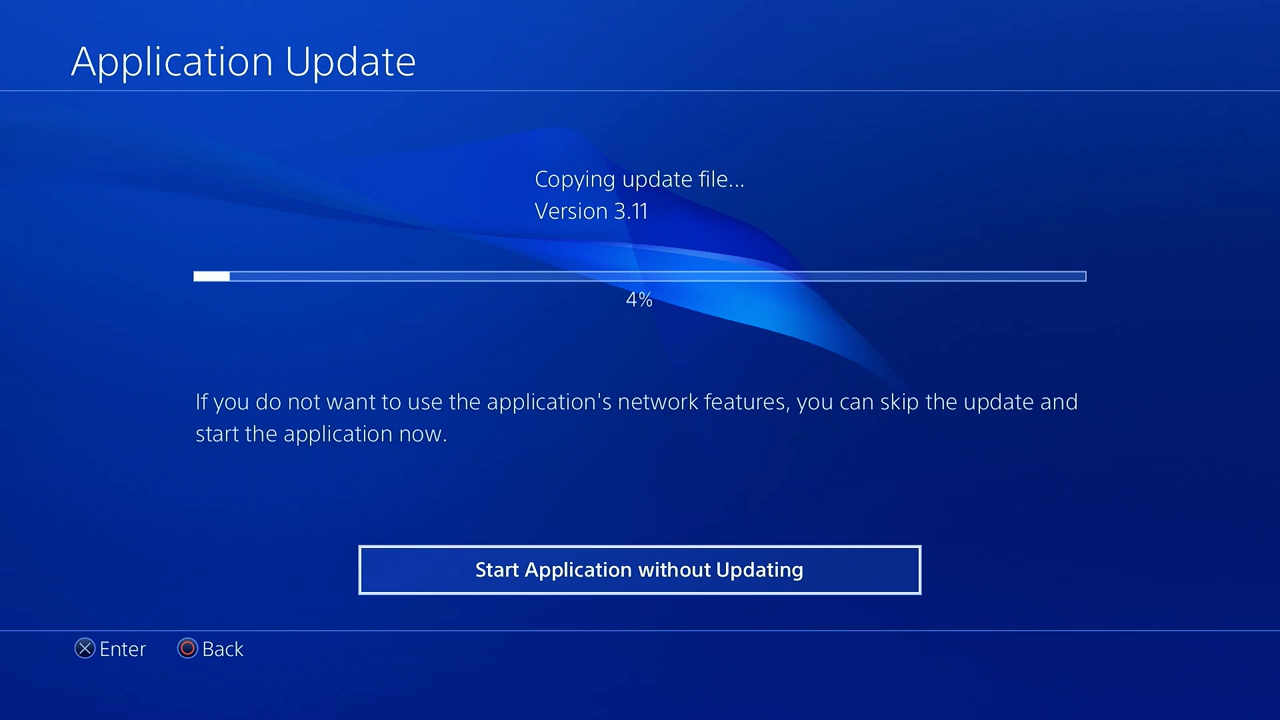 Application Update
Copying update file...
Version 3.11
4%
If you do not want to use the application's network features, you can skip the update and
start the application now.
Start Application without Updating
Enter Back